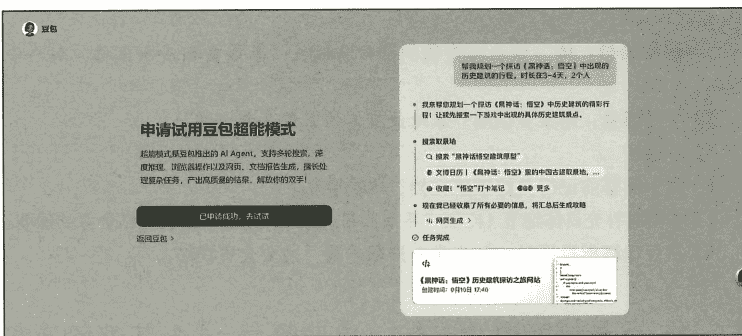 豆包
申请试用豆包超能模式
超能模式是豆包推出的 AI Agent，支持多轮搜索、深
度推理、浏览器操作以及网页、文档报告生成，擅长处
理复杂任务，产出高质量的结果，解放你的双手！
已申请成功，去试试
返回豆包 >
帮我规划一个探访《黑神话：悟空》中出现的
历史建筑的行程，时长在3~4天，2个人
我来帮您规划一个探访《黑神话：悟空》中历史建筑的精彩行
程！让我先搜索一下游戏中出现的具体历史建筑景点。
搜索取景地
搜索“黑神话悟空建筑原型”
文博日历丨《黑神话：悟空》里的中国古建取景地，...
收藏！“悟空”打卡笔记
更多
现在我已经收集了所有必要的信息，将汇总后生成攻略
网页生成 >
任务完成
《黑神话：悟空》历史建筑探访之旅网站
创建时间：9月10日 17:40